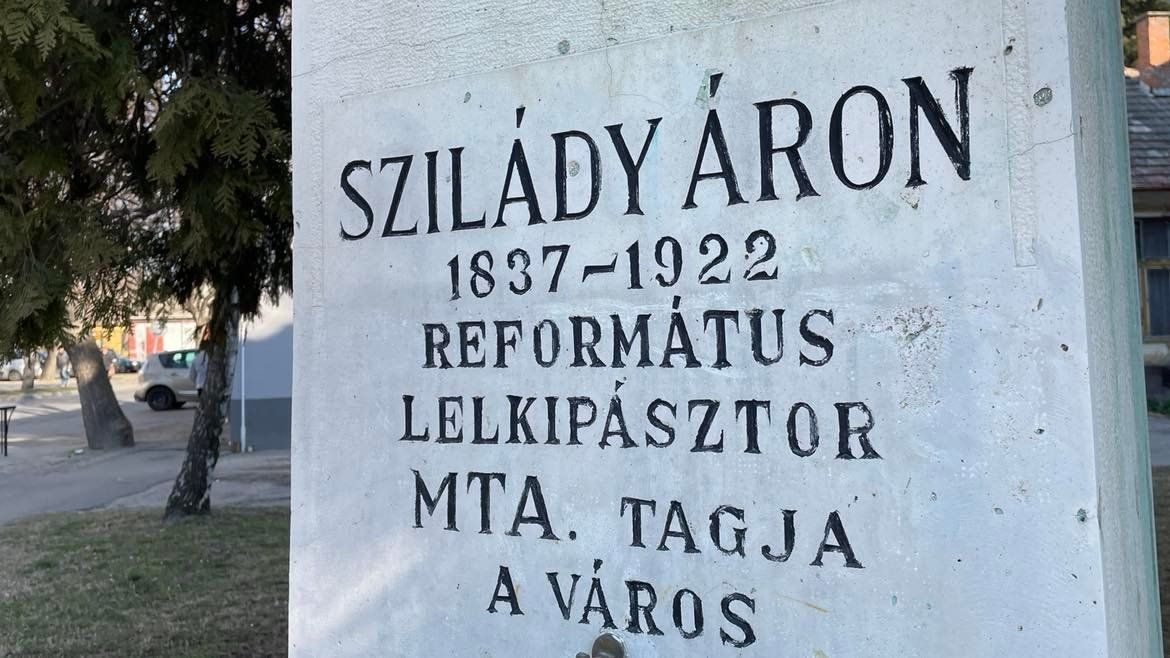 SZILÁDY ÁRON
1837-1922
REFORMÁTUS
LELKIPÁSZTOR
MTA. TAGJA
A VÁROS